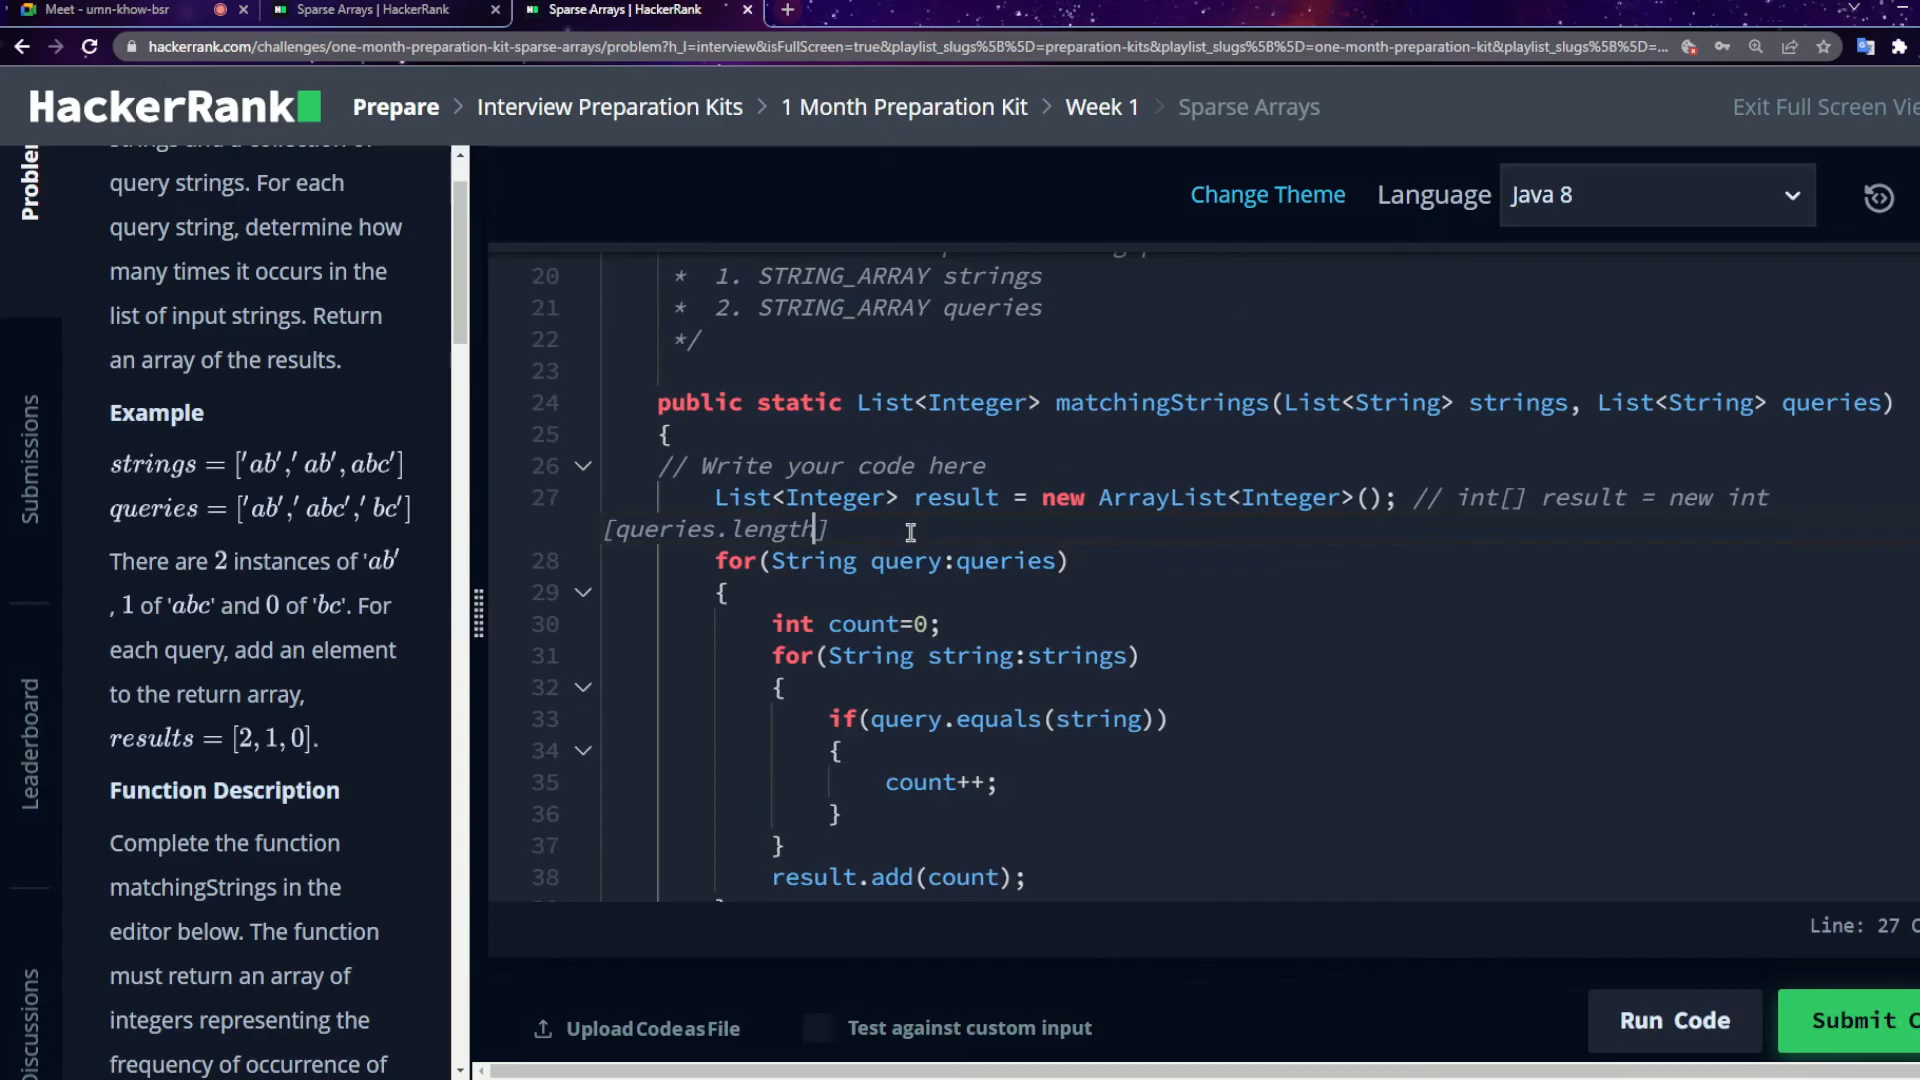 Meet - umn-khow-bsr
Sparse Arrays | HackerRank
Sparse Arrays | HackerRank
hackerrank.com/challenges/one-month-preparation-kit-sparse-arrays/problem?h_l=interview&isFullScreen=true&playlist_slugs%5B%5D=preparation-kits&playlist_slugs%5B%5D=one-month-preparation-kit&playlist_slugs%5B%5D=...
HackerRank
Prepare > Interview Preparation Kits > 1 Month Preparation Kit > Week 1 > Sparse Arrays
Exit Full Screen Vie
Problem
Submissions
Leaderboard
Discussions
strings and a collection of
query strings. For each
query string, determine how
many times it occurs in the
list of input strings. Return
an array of the results.
Example
strings = ['ab',' ab', abc']
queries = ['ab',' abc',' bc']
There are 2 instances of 'ab'
, 1 of 'abc' and 0 of 'bc'. For
each query, add an element
to the return array,
results = [2, 1, 0].
Function Description
Complete the function
matchingStrings in the
editor below. The function
must return an array of
integers representing the
frequency of occurrence of
Change Theme
Language
Java 8
20 * 1. STRING_ARRAY strings
21 * 2. STRING_ARRAY queries
22 */
23
24 public static List<Integer> matchingStrings(List<String> strings, List<String> queries)
25 {
26 // Write your code here
27 List<Integer> result = new ArrayList<Integer>(); // int[] result = new int
[queries.length]
28 for(String query:queries)
29 {
30 int count=0;
31 for(String string:strings)
32 {
33 if(query.equals(string))
34 {
35 count++;
36 }
37 }
38 result.add(count);
Line: 27 C
Upload Code as File
Test against custom input
Run Code
Submit C